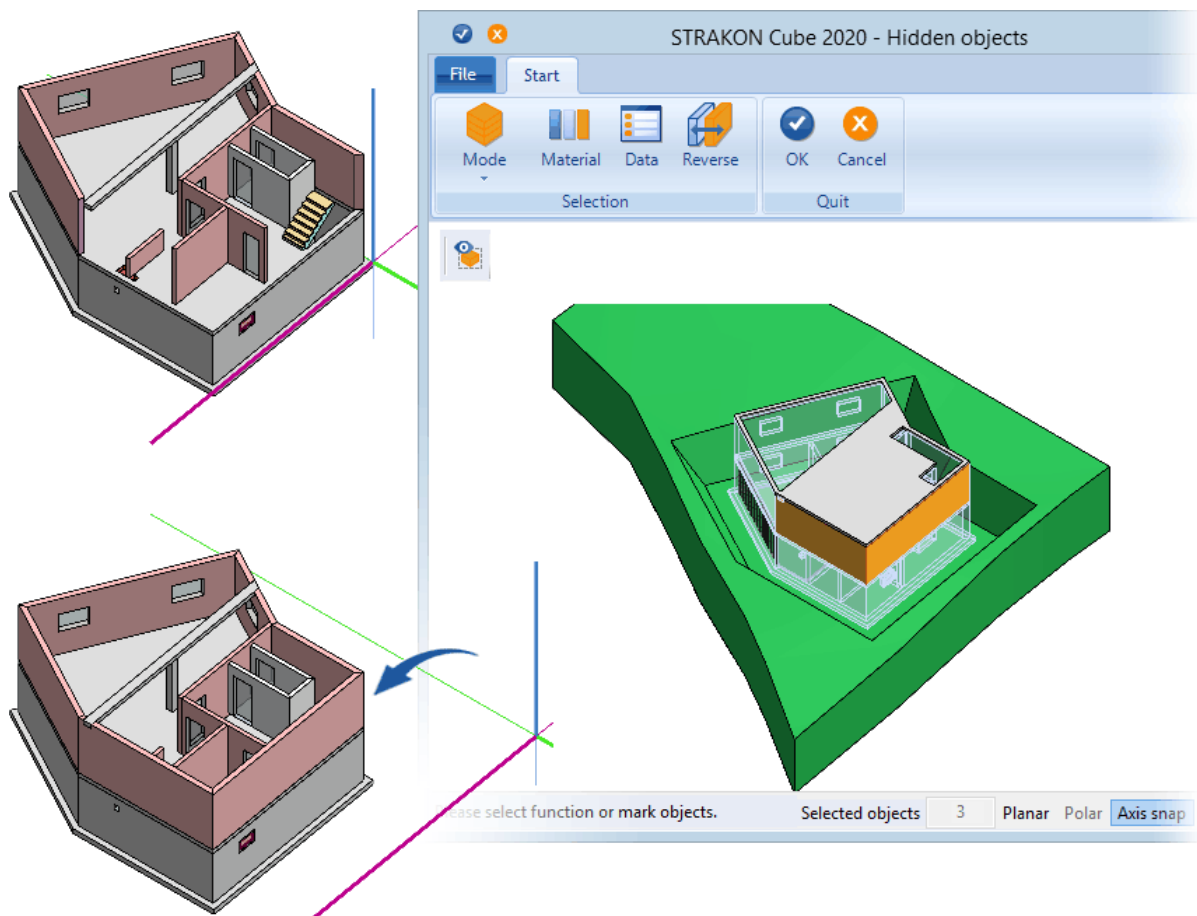 STRAKON Cube 2020 - Hidden objects
File Start
Mode Material Data Reverse OK Cancel
Selection Quit
ease select function or mark objects. Selected objects 3 Planar Polar Axis snap